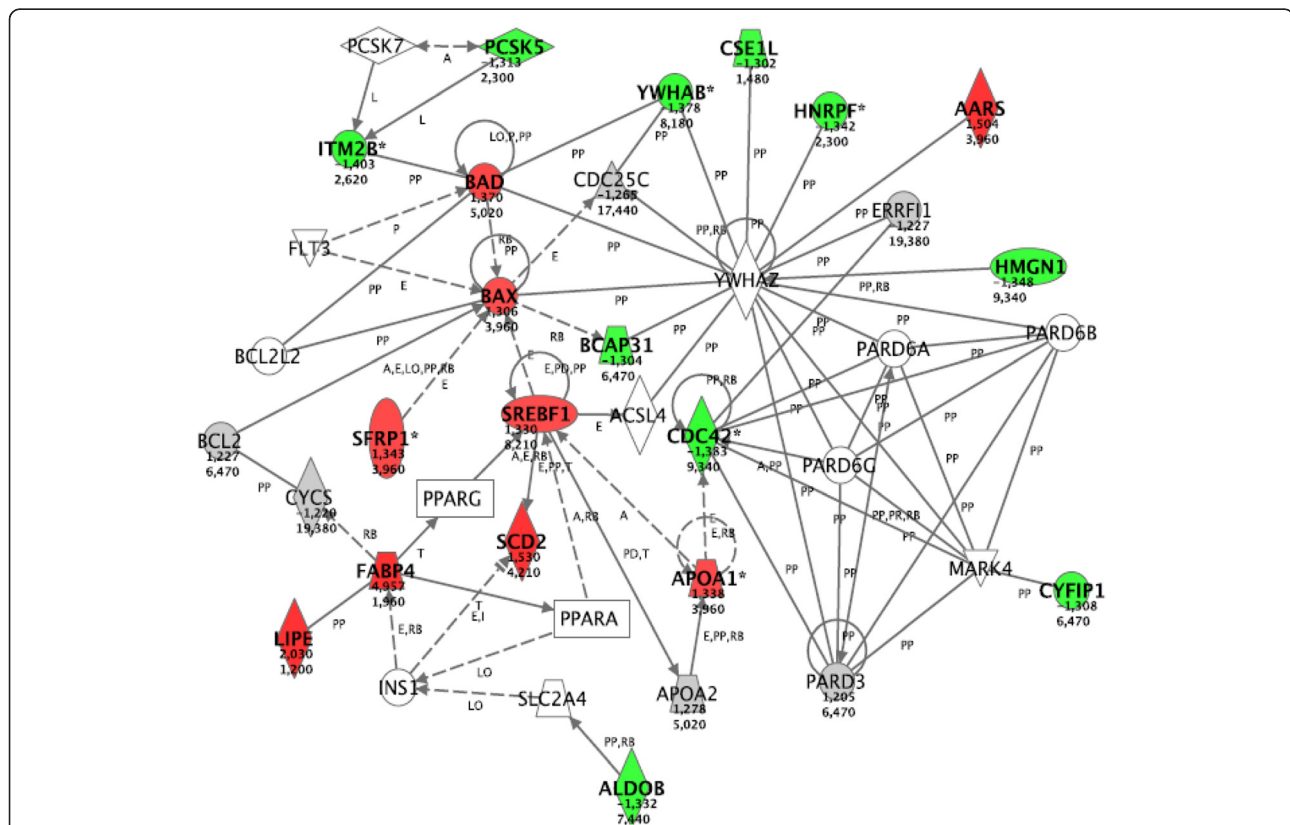 PCSK7
PCSK5
-1,313
2,300
A
L
L
CSE1L
-1,302
1,480
YWHAB*
-1,378
8,180
HNRPF*
-1,342
2,300
AARS
1,504
3,960
ITM2B*
-1,403
2,620
LO,P,PP
PP
PP
PP
PP
PP
PP
BAD
1,370
5,020
CDC25C
-1,265
17,440
ERRFI1
-1,227
19,380
PP
PP
PP,RB
PP
P
FLT3
RB
PP
E
PP
PP
YWHAZ
HMGN1
-1,348
9,340
PP
E
BAX
1,306
3,960
PP
PP,RB
RB
PP
PP
PP
PP
PP
BCL2L2
PP
BCAP31
-1,304
6,470
PARD6A
PARD6B
A,E,LO,PP,RB
E
E
E,PD,PP
PP
PP,RB
PP
PP
PP
PP
PP
PP
SREBF1
1,330
8,210
E
ACSL4
CDC42*
-1,383
9,340
SFRP1*
1,343
3,960
BCL2
1,227
6,470
PP
A,E,RB
E,PP,T
A,PP
PARD6G
PP
PP
CYCS
-1,220
19,380
PPARG
RB
T
A,RB
A
E
E,RB
PP
PP,PR,RB
PP
SCD2
1,530
4,210
PD,T
FABP4
4,957
1,960
T
E,I
APOA1*
1,338
3,960
PP
PP
MARK4
PP
CYFIP1
-1,308
6,470
LIPE
2,030
1,200
PP
E,RB
PPARA
E,PP,RB
PP
PP
LO
INS1
LO
SLC2A4
APOA2
1,278
5,020
PARD3
1,205
6,470
PP,RB
ALDOB
-1,332
7,440